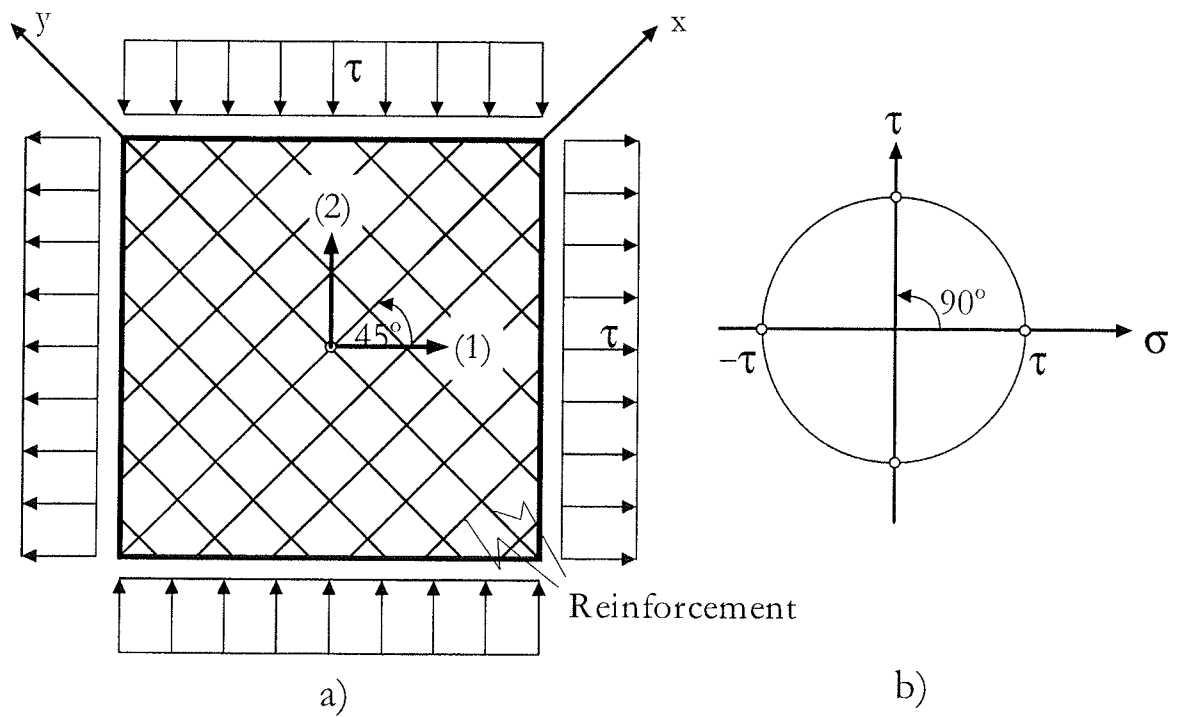 y
x
τ
(2)
45°
(1)
τ
Reinforcement
a)
τ
90°
−τ
τ
σ
b)